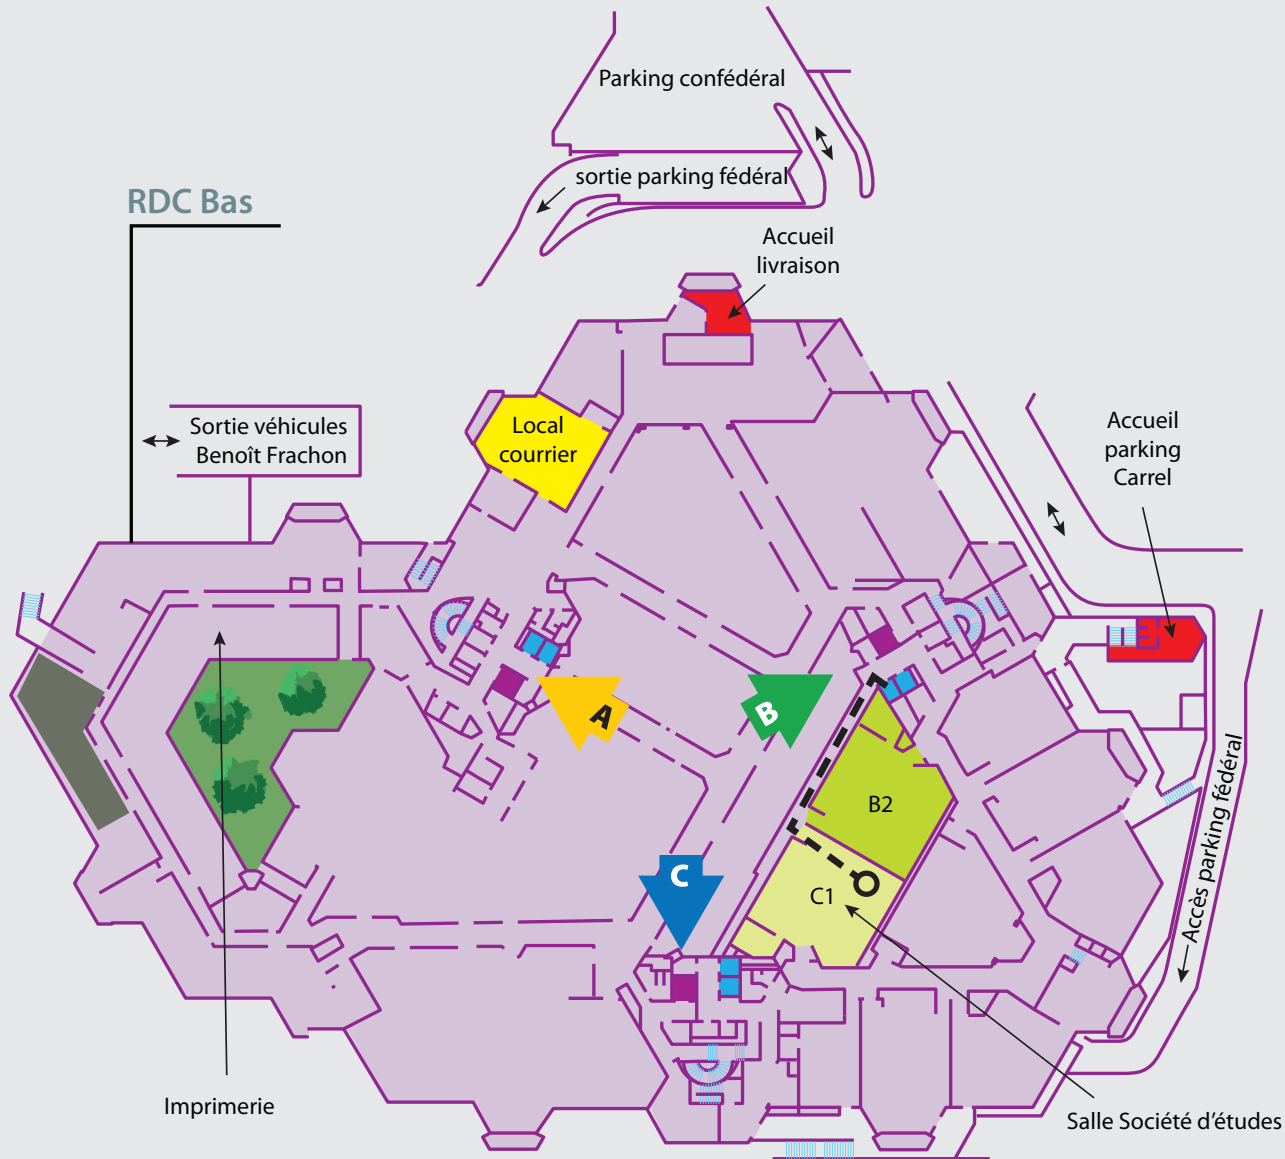 Parking confédéral
sortie parking fédéral
RDC Bas
Accueil
livraison
Sortie véhicules
Benoît Frachon
Local
courrier
Accueil
parking
Carrel
A
B
B2
C
C1
Accès parking fédéral
Imprimerie
Salle Société d'études